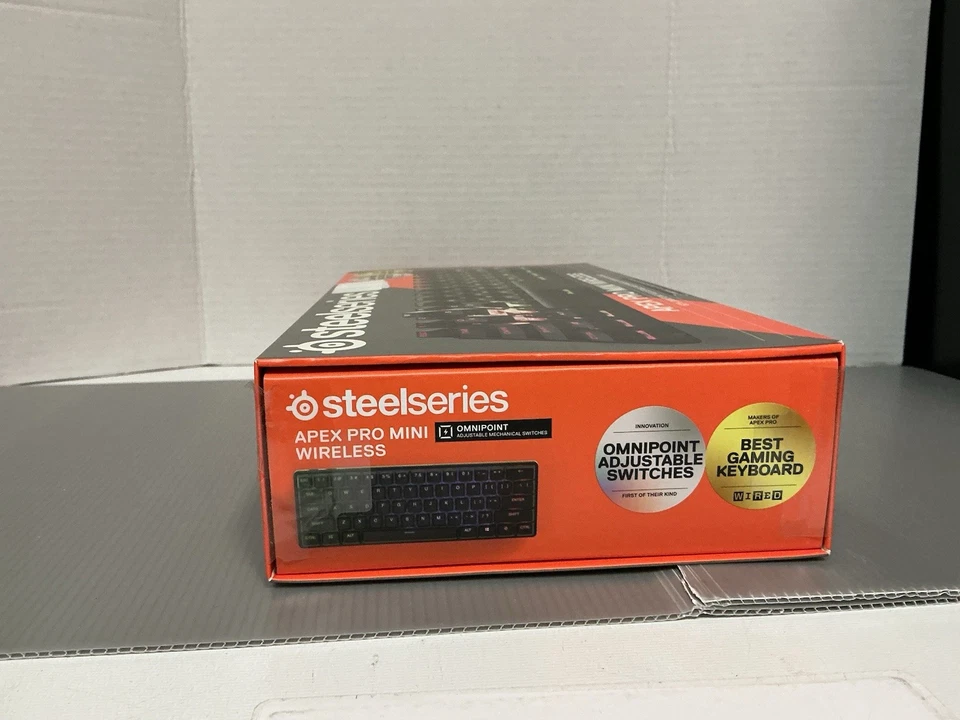 steelseries
steelseries
APEX PRO MINI
WIRELESS
OMNIPOINT
ADJUSTABLE MECHANICAL SWITCHES
INNOVATION
OMNIPOINT
ADJUSTABLE
SWITCHES
FIRST OF THEIR KIND
MAKERS OF
APEX PRO
BEST
GAMING
KEYBOARD
WIRED